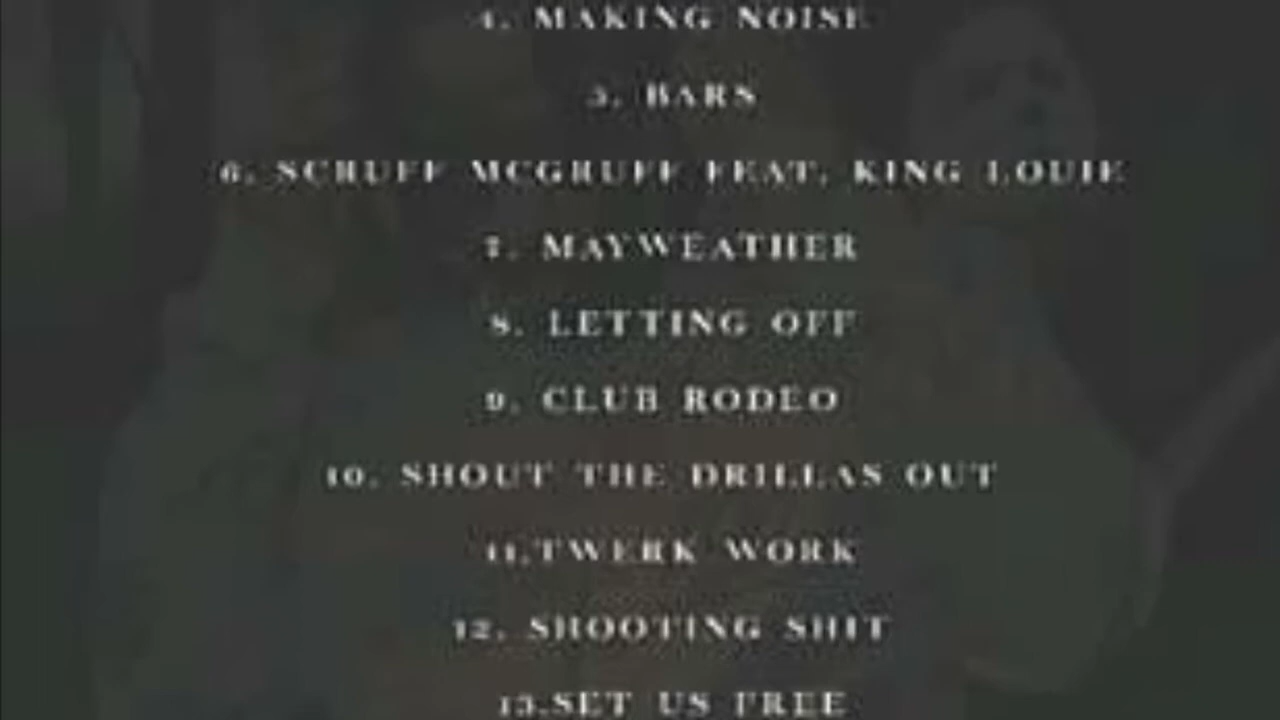 4. MAKING NOISE
5. BARS
6. SCRUFF MCGRUFF FEAT. KING LOUIE
7. MAYWEATHER
8. LETTING OFF
9. CLUB RODEO
10. SHOUT THE DRILLAS OUT
11.TWERK WORK
12. SHOOTING SHIT
13.SET US FREE